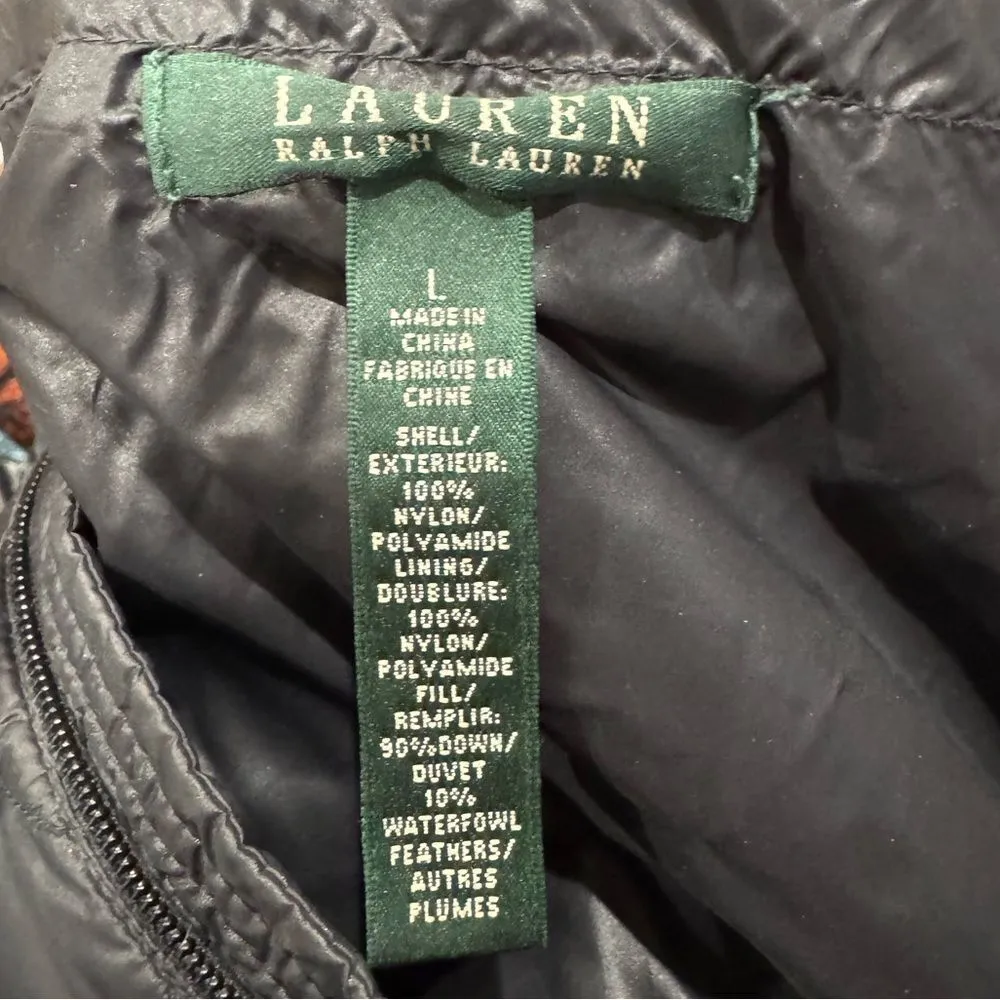 LAUREN
RALPH LAUREN
L
MADE IN
CHINA
FABRIQUE EN
CHINE
SHELL/
EXTERIEUR:
100%
NYLON/
POLYAMIDE
LINING/
DOUBLURE:
100%
NYLON/
POLYAMIDE
FILL/
REMPLIR:
90%DOWN/
DUVET
10%
WATERFOWL
FEATHERS/
AUTRES
PLUMES